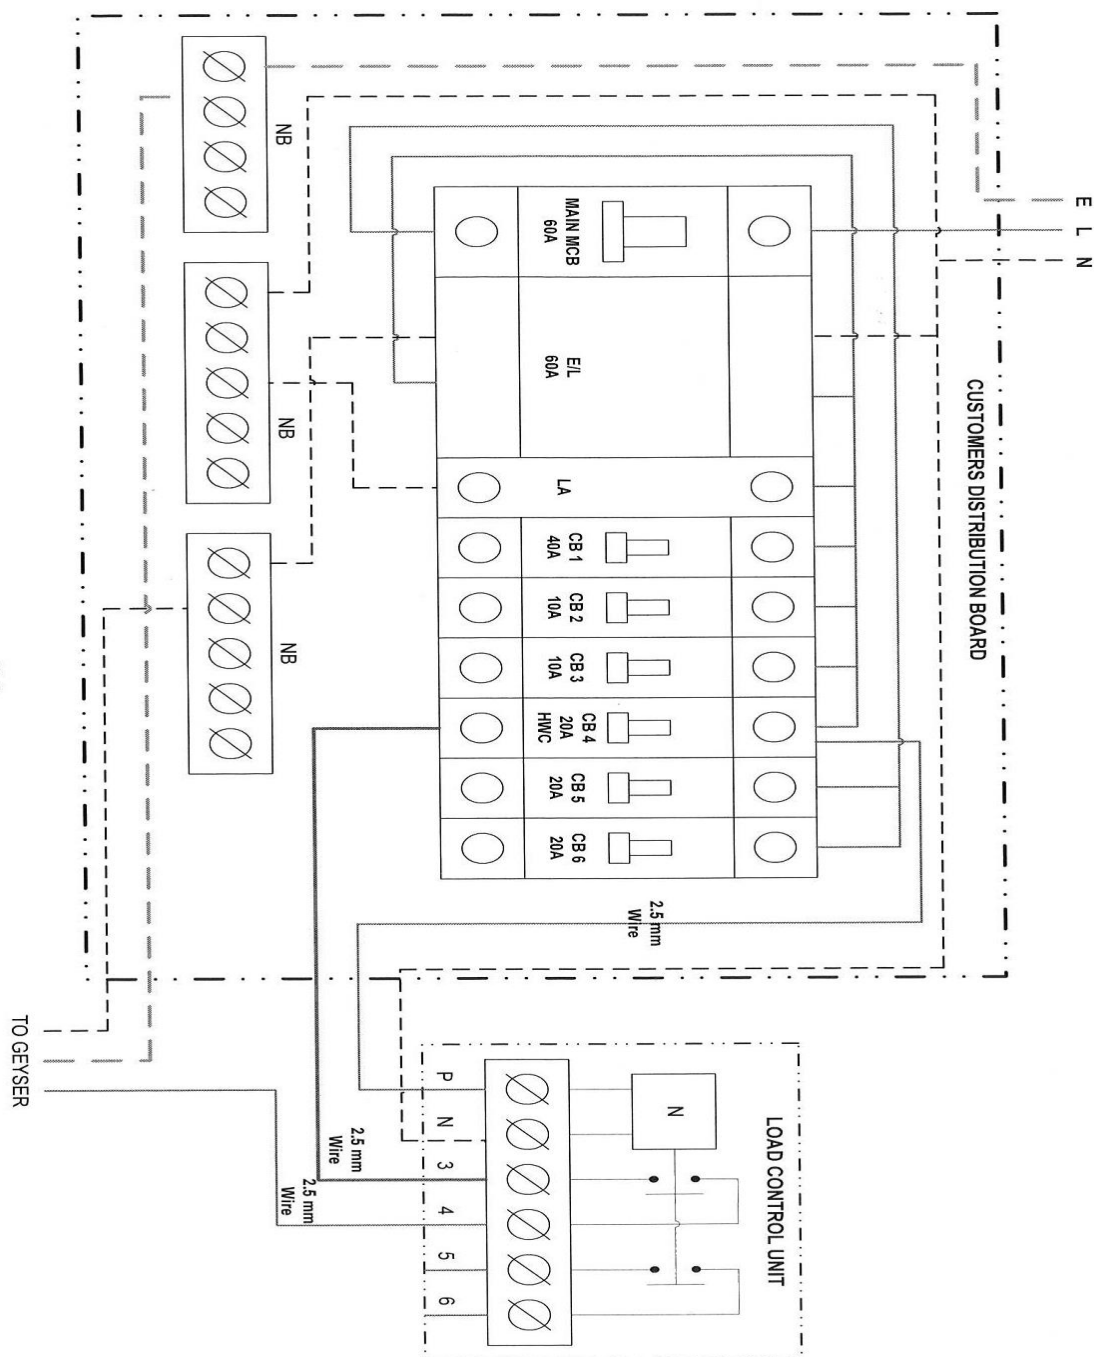 E
L
N
CUSTOMERS DISTRIBUTION BOARD
NB
NB
NB
MAIN MCB
60A
E/L
60A
LA
CB 1
40A
CB 2
10A
CB 3
10A
CB 4
20A
HWC
CB 5
20A
CB 6
20A
2.5 mm
Wire
LOAD CONTROL UNIT
N
P
N
3
4
5
6
2.5 mm
Wire
2.5 mm
Wire
TO GEYSER